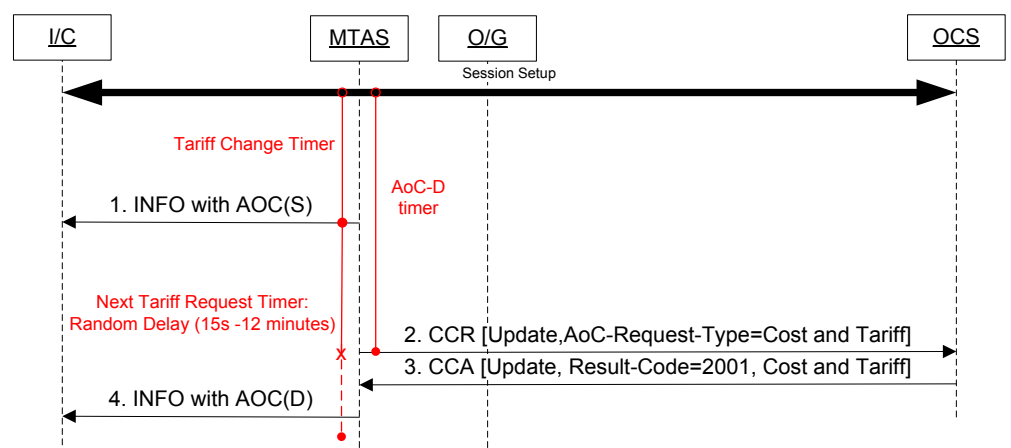 I/C
MTAS
O/G
OCS
Session Setup
Tariff Change Timer
AoC-D
timer
1. INFO with AOC(S)
Next Tariff Request Timer:
Random Delay (15s -12 minutes)
2. CCR [Update,AoC-Request-Type=Cost and Tariff]
3. CCA [Update, Result-Code=2001, Cost and Tariff]
4. INFO with AOC(D)